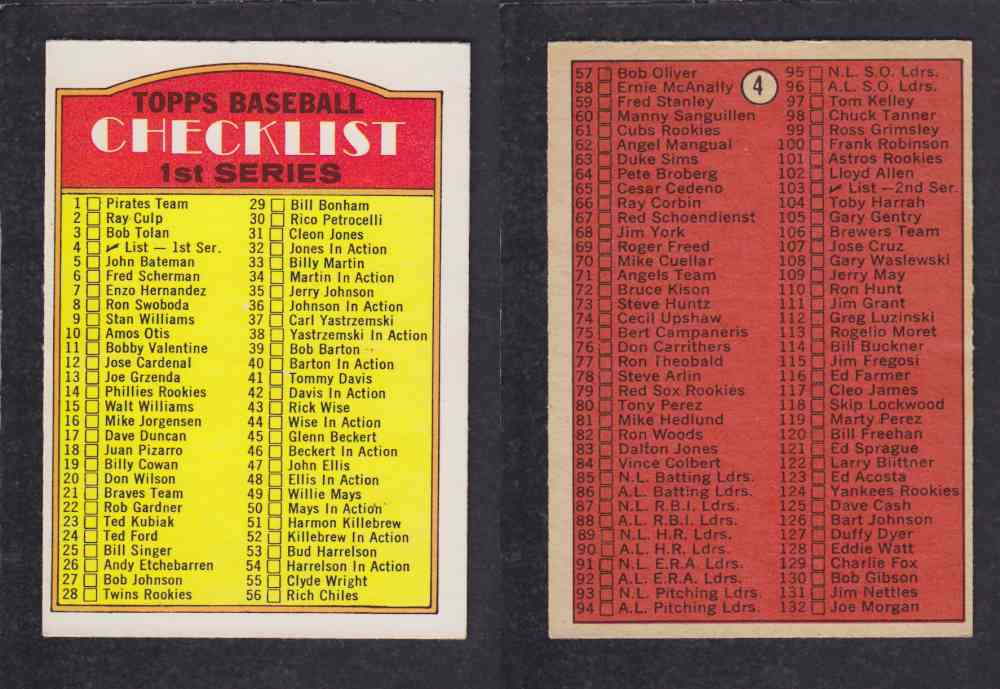 TOPPS BASEBALL
CHECKLIST
1st SERIES
1 Pirates Team
2 Ray Culp
3 Bob Tolan
4 ✓ List — 1st Ser.
5 John Bateman
6 Fred Scherman
7 Enzo Hernandez
8 Ron Swoboda
9 Stan Williams
10 Amos Otis
11 Bobby Valentine
12 Jose Cardenal
13 Joe Grzenda
14 Phillies Rookies
15 Walt Williams
16 Mike Jorgensen
17 Dave Duncan
18 Juan Pizarro
19 Billy Cowan
20 Don Wilson
21 Braves Team
22 Rob Gardner
23 Ted Kubiak
24 Ted Ford
25 Bill Singer
26 Andy Etchebarren
27 Bob Johnson
28 Twins Rookies
29 Bill Bonham
30 Rico Petrocelli
31 Cleon Jones
32 Jones In Action
33 Billy Martin
34 Martin In Action
35 Jerry Johnson
36 Johnson In Action
37 Carl Yastrzemski
38 Yastrzemski In Action
39 Bob Barton
40 Barton In Action
41 Tommy Davis
42 Davis In Action
43 Rick Wise
44 Wise In Action
45 Glenn Beckert
46 Beckert In Action
47 John Ellis
48 Ellis In Action
49 Willie Mays
50 Mays In Action
51 Harmon Killebrew
52 Killebrew In Action
53 Bud Harrelson
54 Harrelson In Action
55 Clyde Wright
56 Rich Chiles
4
57 Bob Oliver
58 Ernie McAnally
59 Fred Stanley
60 Manny Sanguillen
61 Cubs Rookies
62 Angel Mangual
63 Duke Sims
64 Pete Broberg
65 Cesar Cedeno
66 Ray Corbin
67 Red Schoendienst
68 Jim York
69 Roger Freed
70 Mike Cuellar
71 Angels Team
72 Bruce Kison
73 Steve Huntz
74 Cecil Upshaw
75 Bert Campaneris
76 Don Carrithers
77 Ron Theobald
78 Steve Arlin
79 Red Sox Rookies
80 Tony Perez
81 Mike Hedlund
82 Ron Woods
83 Dalton Jones
84 Vince Colbert
85 N.L. Batting Ldrs.
86 A.L. Batting Ldrs.
87 N.L. R.B.I. Ldrs.
88 A.L. R.B.I. Ldrs.
89 N.L. H.R. Ldrs.
90 A.L. H.R. Ldrs.
91 N.L. E.R.A. Ldrs.
92 A.L. E.R.A. Ldrs.
93 N.L. Pitching Ldrs.
94 A.L. Pitching Ldrs.
95 N.L. S.O. Ldrs.
96 A.L. S.O. Ldrs.
97 Tom Kelley
98 Chuck Tanner
99 Ross Grimsley
100 Frank Robinson
101 Astros Rookies
102 Lloyd Allen
103 ✓ List —2nd Ser.
104 Toby Harrah
105 Gary Gentry
106 Brewers Team
107 Jose Cruz
108 Gary Waslewski
109 Jerry May
110 Ron Hunt
111 Jim Grant
112 Greg Luzinski
113 Rogelio Moret
114 Bill Buckner
115 Jim Fregosi
116 Ed Farmer
117 Cleo James
118 Skip Lockwood
119 Marty Perez
120 Bill Freehan
121 Ed Sprague
122 Larry Biittner
123 Ed Acosta
124 Yankees Rookies
125 Dave Cash
126 Bart Johnson
127 Duffy Dyer
128 Eddie Watt
129 Charlie Fox
130 Bob Gibson
131 Jim Nettles
132 Joe Morgan